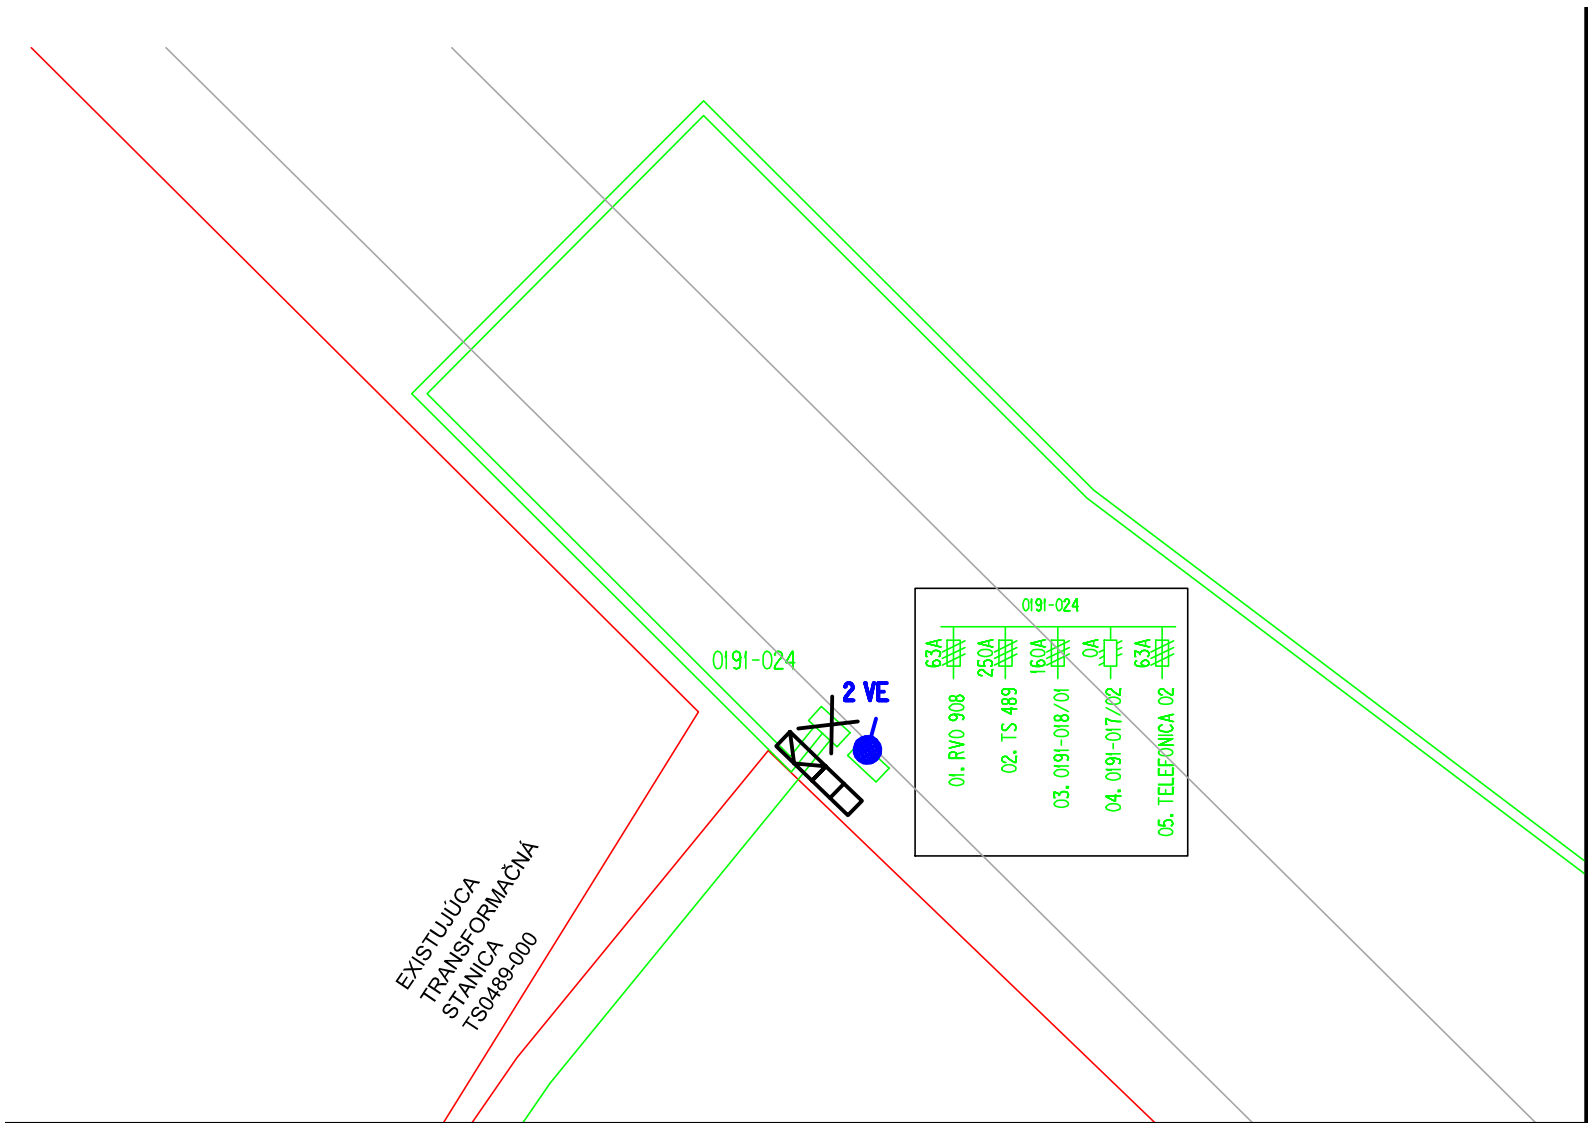 0191-024
63A
250A
160A
0A
63A
01. RVO 908
02. TS 489
03. 0191-018/01
04. 0191-017/02
05. TELEFONICA 02
0191-024
2 VE
EXISTUJÚCA
TRANSFORMAČNÁ
STANICA
TS0489-000